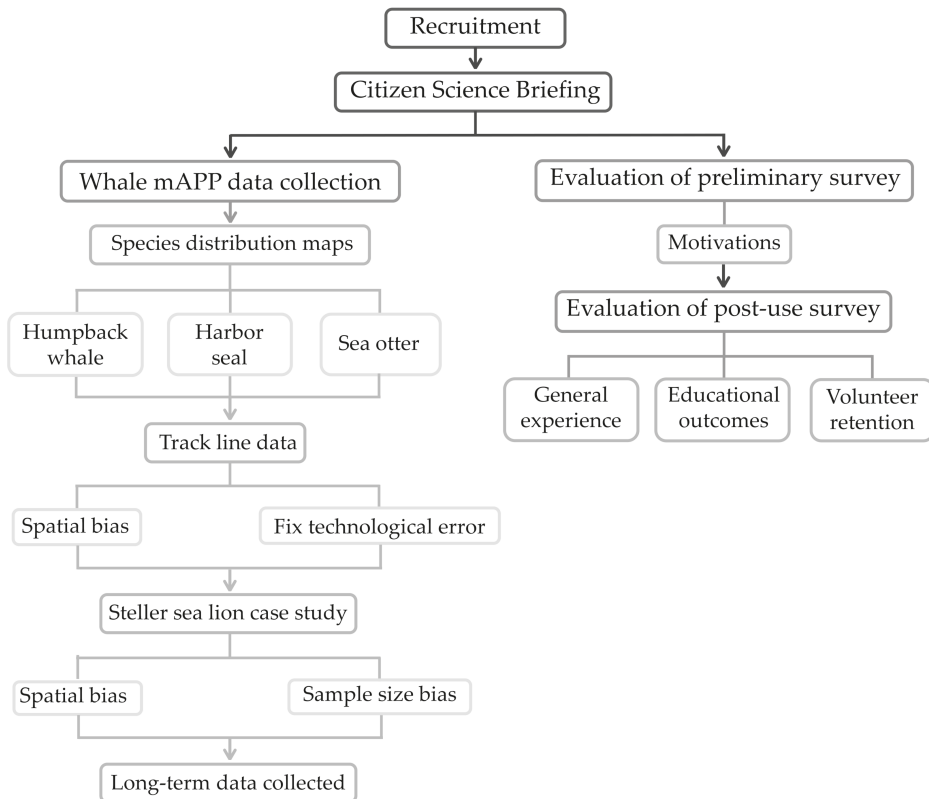 Recruitment
Citizen Science Briefing
Whale mAPP data collection
Evaluation of preliminary survey
Species distribution maps
Motivations
Humpback
whale
Harbor
seal
Sea otter
Evaluation of post-use survey
General
experience
Educational
outcomes
Volunteer
retention
Track line data
Spatial bias
Fix technological error
Steller sea lion case study
Spatial bias
Sample size bias
Long-term data collected